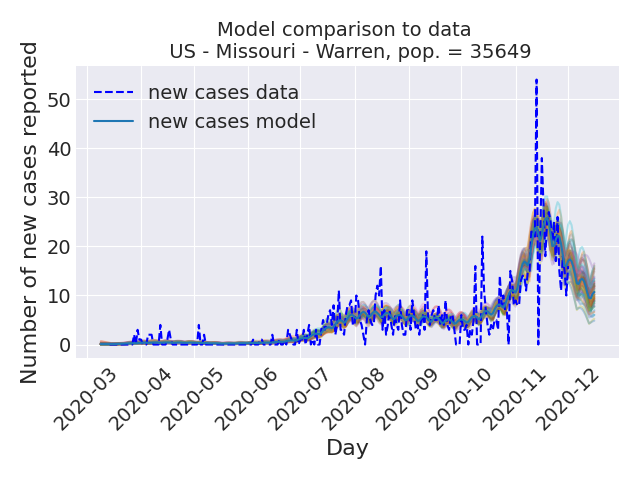 Model comparison to data
US - Missouri - Warren, pop. = 35649
new cases data
new cases model
Number of new cases reported
50
40
30
20
10
0
2020-03
2020-04
2020-05
2020-06
2020-07
2020-08
2020-09
2020-10
2020-11
2020-12
Day